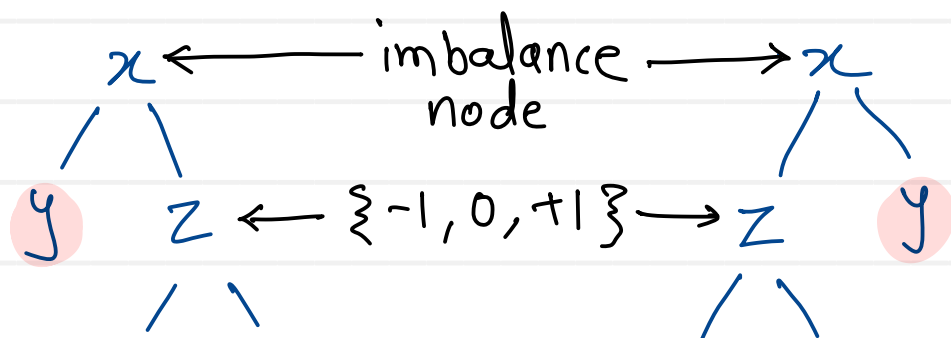 x ← imbalance node → x
y z ← {-1, 0, +1} → z y